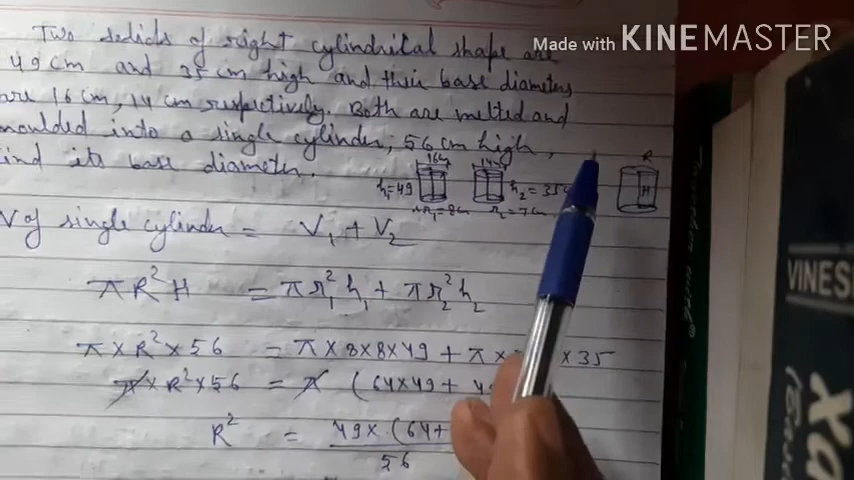 Two solids of right cylindrical shape are
49 cm and 35 cm high and their base diameters
are 16 cm, 14 cm respectively. Both are melted and
moulded into a single cylinder, 56 cm high,
find its base diameter.
Made with KINEMASTER
16cm 14 R
h₁=49 h₂=35 H
r₁=8cm r₂=7cm
V of single cylinder = V₁ + V₂
πR²H = πr₁²h₁ + πr₂²h₂
π×R²×56 = π×8×8×49 + π× ×35
π×R²×56 = π (64×49+ 4
R² = 49×(64+
56
VINES
xa